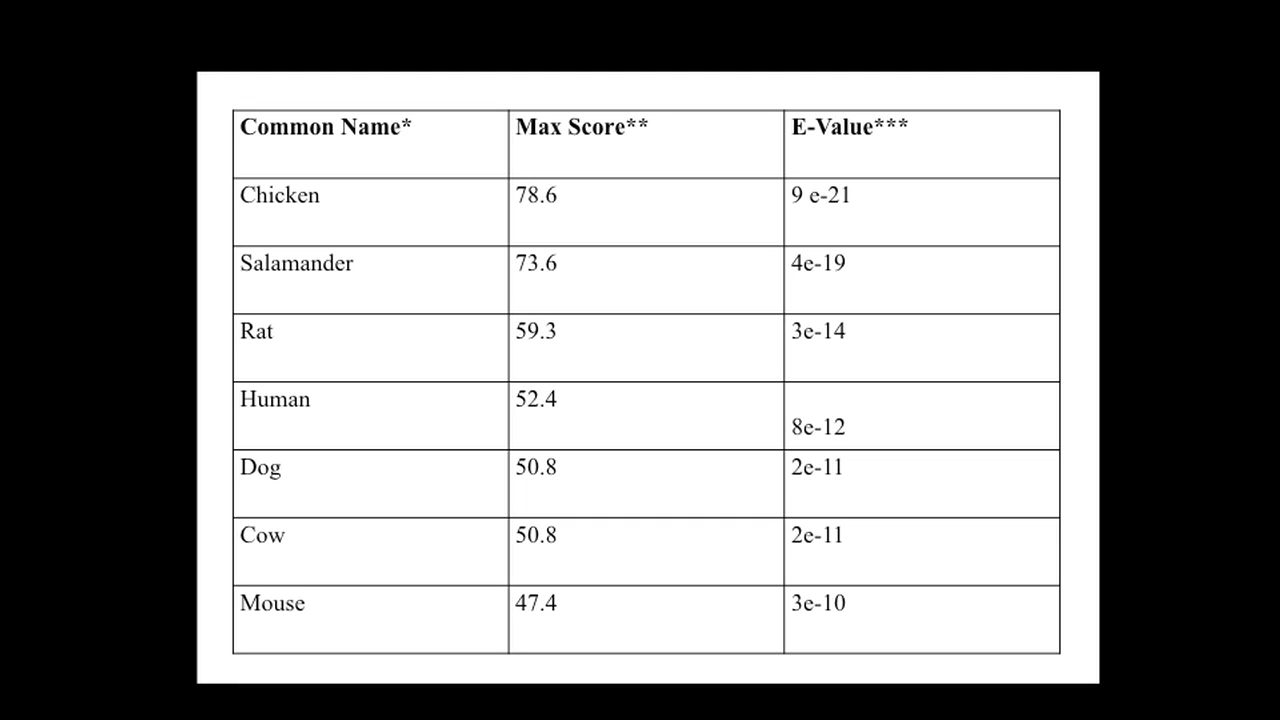 Common Name* Max Score** E-Value***
Chicken 78.6 9 e-21
Salamander 73.6 4e-19
Rat 59.3 3e-14
Human 52.4 8e-12
Dog 50.8 2e-11
Cow 50.8 2e-11
Mouse 47.4 3e-10